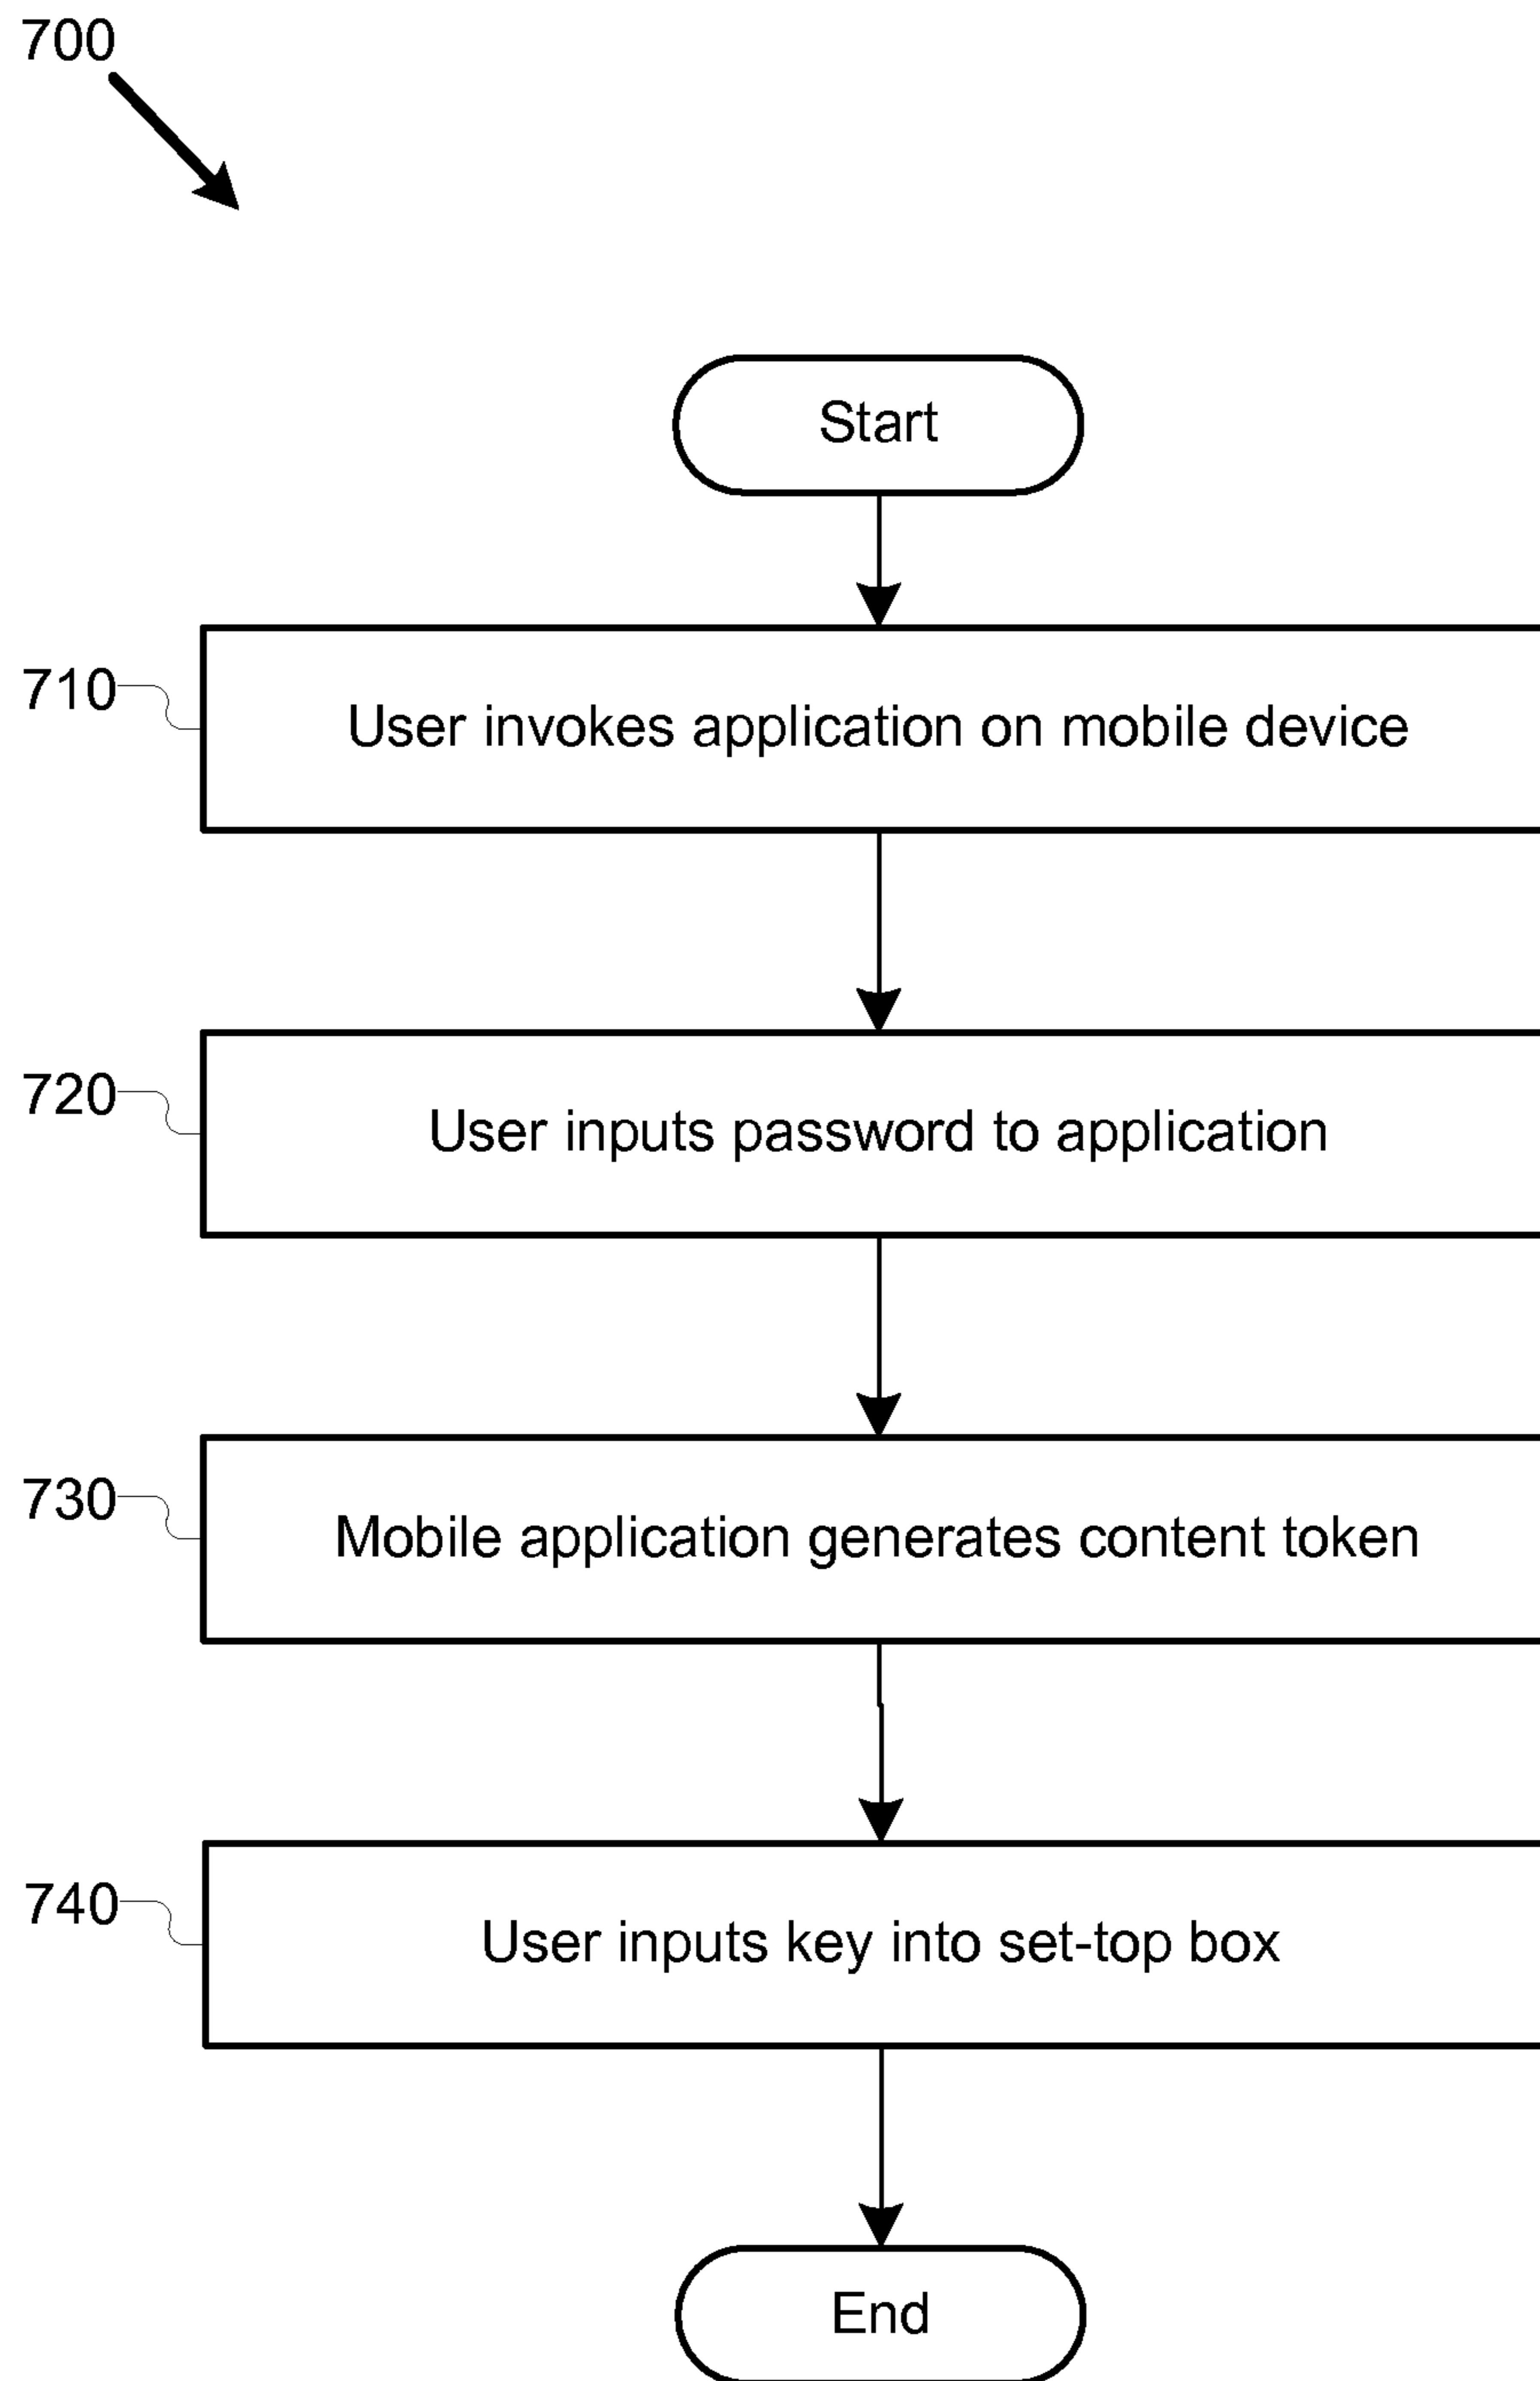 700
Start
710
User invokes application on mobile device
720
User inputs password to application
730
Mobile application generates content token
740
User inputs key into set-top box
End